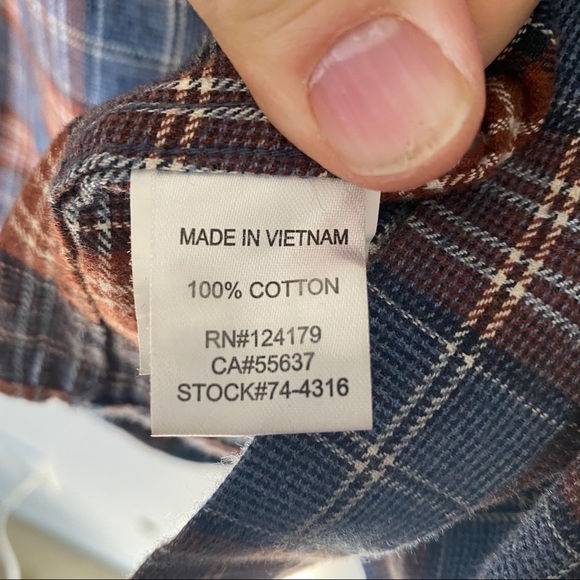 MADE IN VIETNAM
100% COTTON
RN#124179
CA#55637
STOCK#74-4316